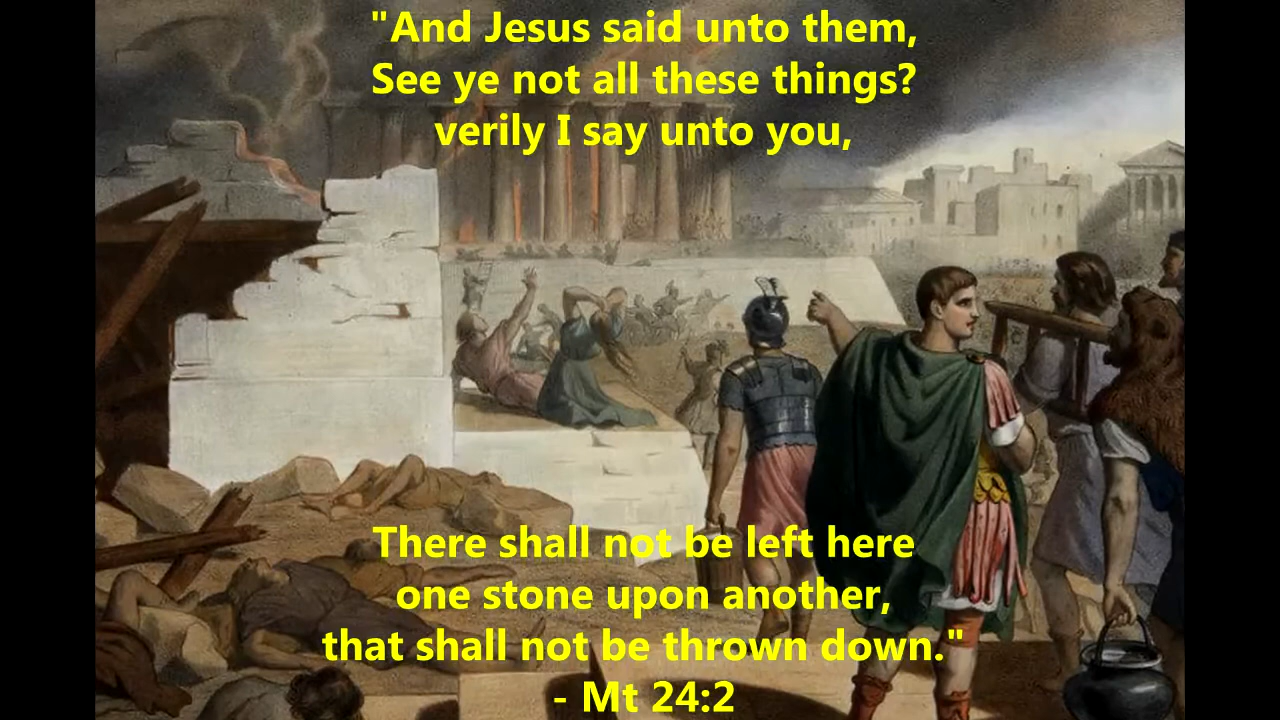 "And Jesus said unto them,
See ye not all these things?
verily I say unto you,
There shall not be left here
one stone upon another,
that shall not be thrown down."
- Mt 24:2